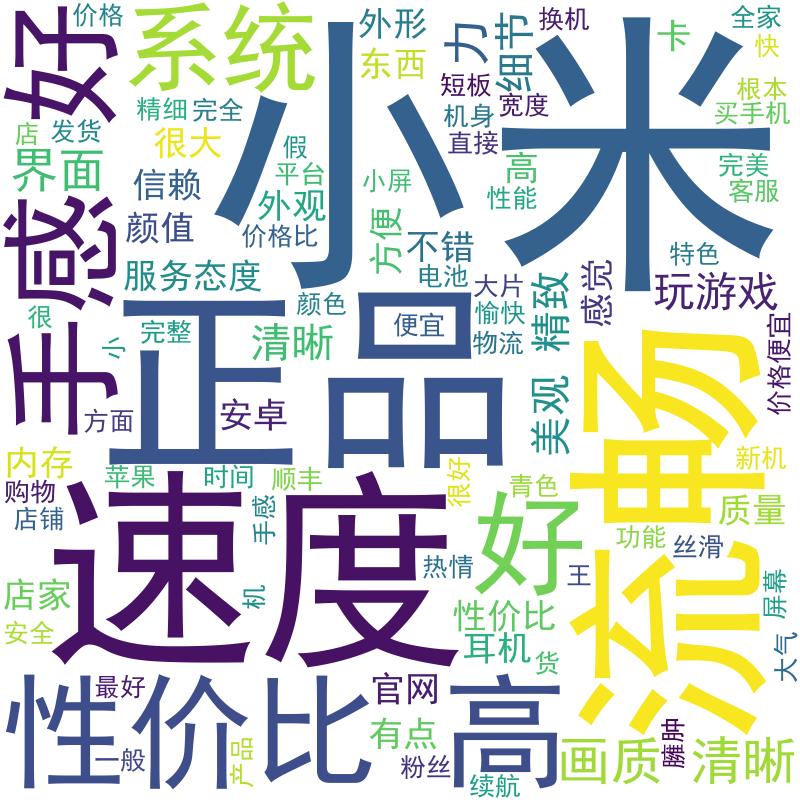 价格
好
系统
外形
东西
力
细节
换机
卡
全家
快
短板
根本
精细
完全
机身
宽度
买手机
店
发货
很大
假
直接
小米
界面
平台
小屏
高
完美
信赖
性能
客服
手感好
外观
方便
颜值
价格比
不错
特色
服务态度
电池
大片
精致
感觉
玩游戏
颜色
愉快
很
完整
小
清晰
正品
便宜
物流
价格便宜
方面
安卓
美观
流畅
内存
苹果
时间
顺丰
很好
新机
购物
速度
青色
质量
店铺
手感
好
功能
丝滑
热情
王
店家
机
屏幕
安全
性价比
耳机
货
大气
性价比高
最好
官网
一般
有点
产品
粉丝
续航
画质
臃肿
清晰